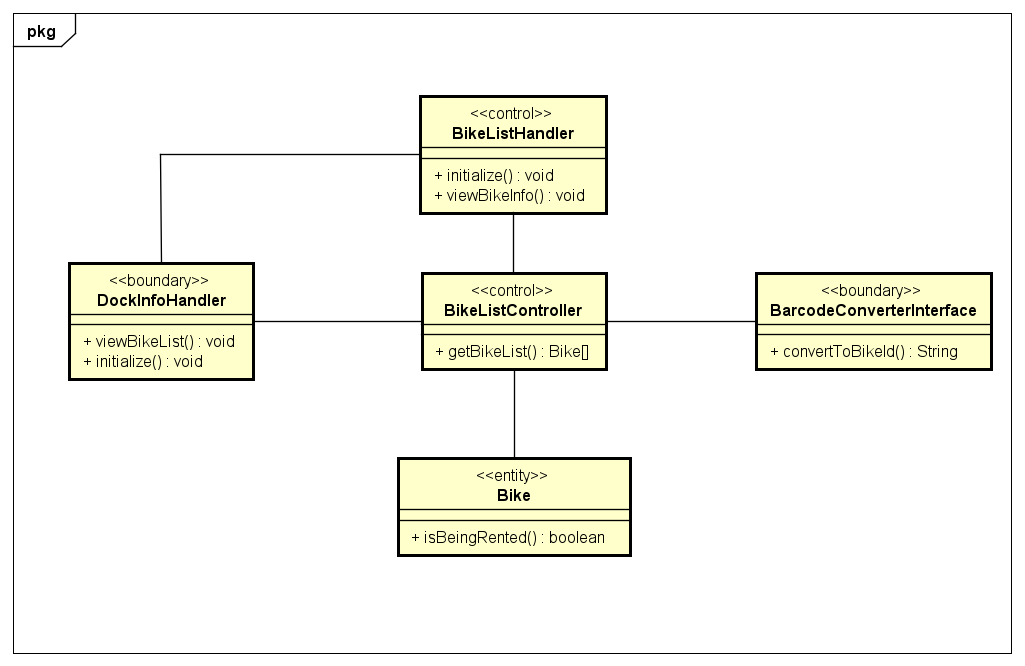 pkg
<<control>>
BikeListHandler
+ initialize() : void
+ viewBikeInfo() : void
<<boundary>>
DockInfoHandler
+ viewBikeList() : void
+ initialize() : void
<<control>>
BikeListController
+ getBikeList() : Bike[]
<<boundary>>
BarcodeConverterInterface
+ convertToBikeId() : String
<<entity>>
Bike
+ isBeingRented() : boolean